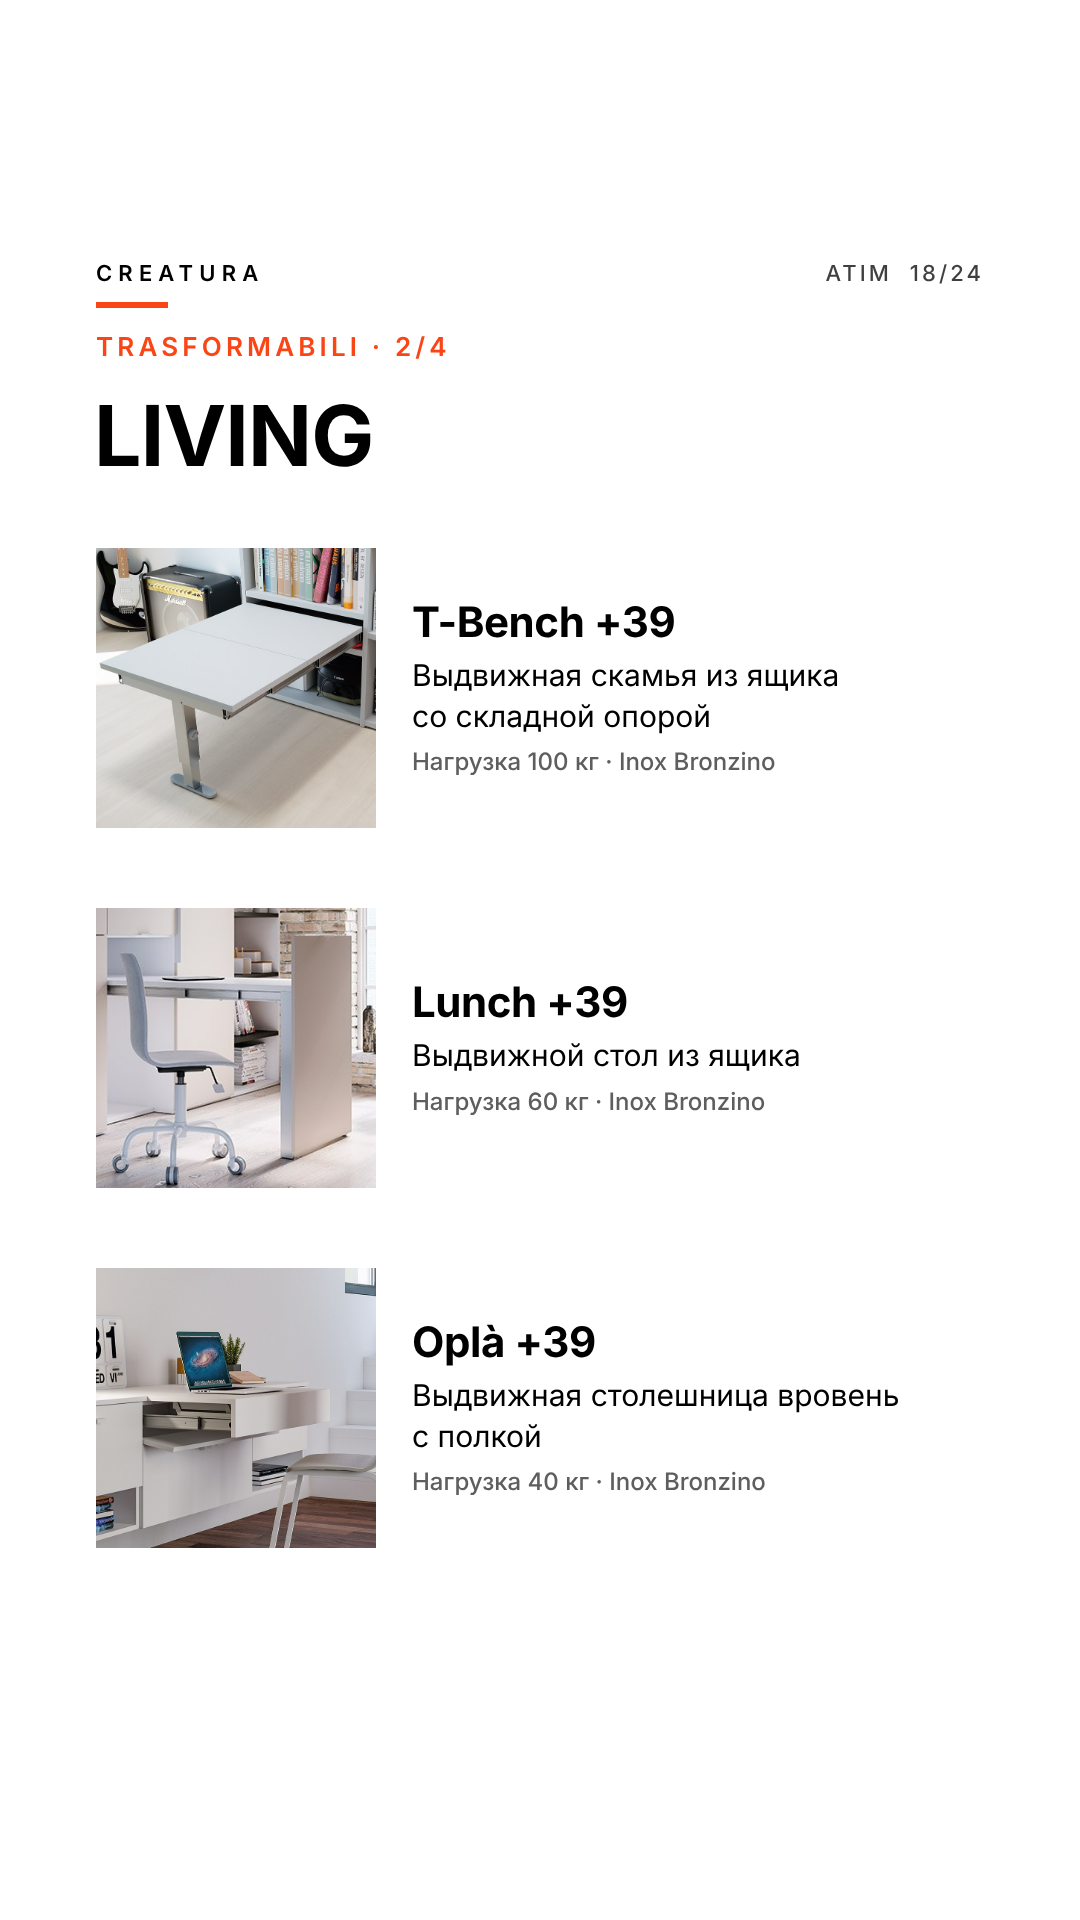 CREATURA
ATIM 18/24
TRASFORMABILI · 2/4
LIVING
T-Bench +39
Выдвижная скамья из ящика
со складной опорой
Нагрузка 100 кг · Inox Bronzino
Lunch +39
Выдвижной стол из ящика
Нагрузка 60 кг · Inox Bronzino
Oplà +39
Выдвижная столешница вровень
с полкой
Нагрузка 40 кг · Inox Bronzino